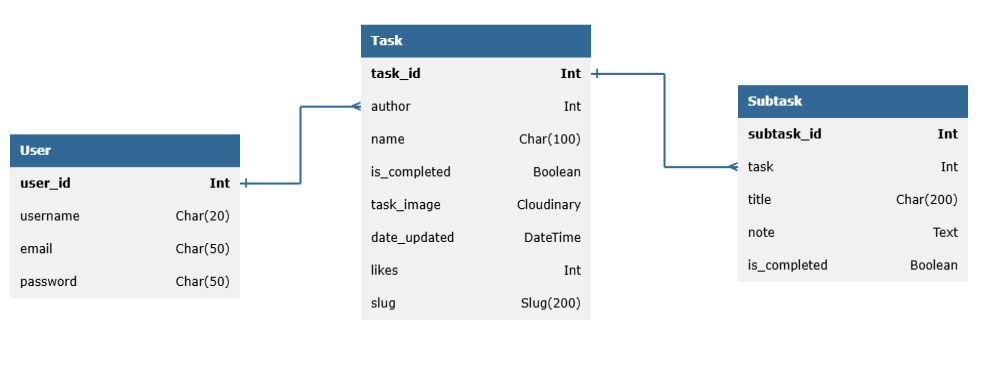 User
user_id Int
username Char(20)
email Char(50)
password Char(50)
Task
task_id Int
author Int
name Char(100)
is_completed Boolean
task_image Cloudinary
date_updated DateTime
likes Int
slug Slug(200)
Subtask
subtask_id Int
task Int
title Char(200)
note Text
is_completed Boolean